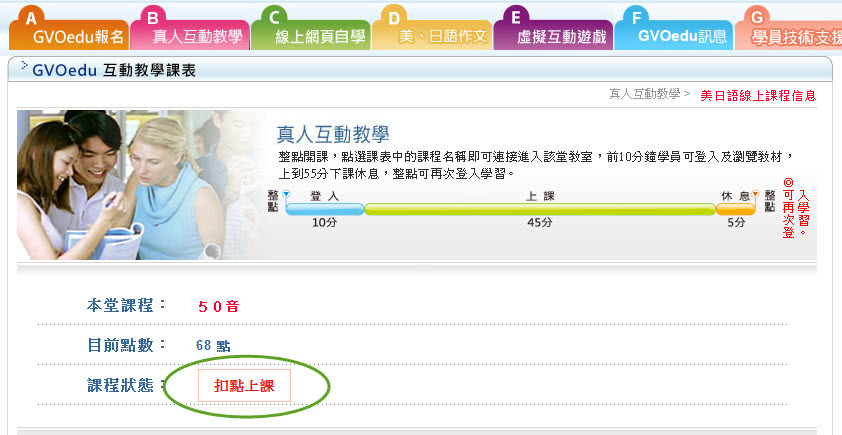 A
GVOedu報名
B
真人互動教學
C
線上網頁自學
D
美、日語作文
E
虛擬互動遊戲
F
GVOedu訊息
G
學員技術支援
> GVOedu 互動教學課表
真人互動教學 > 美日語線上課程信息
真人互動教學
整點開課，點選課表中的課程名稱即可連接進入該堂教室，前10分鐘學員可登入及瀏覽教材，
上到55分下課休息，整點可再次登入學習。
整點 登入 上課 休息 整點
10分 45分 5分
◎可再次登
入學習。
本堂課程： ５０音
目前點數： 68 點
課程狀態： 扣點上課